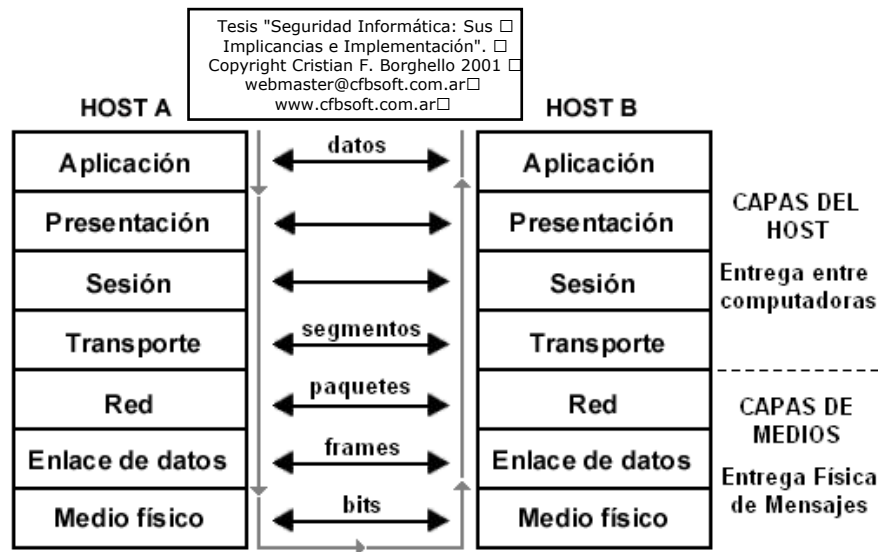 Tesis "Seguridad Informática: Sus □
Implicancias e Implementación". □
Copyright Cristian F. Borghello 2001 □
webmaster@cfbsoft.com.ar□
www.cfbsoft.com.ar□
HOST A
HOST B
Aplicación
datos
Aplicación
Presentación
Presentación
Sesión
Sesión
Transporte
segmentos
Transporte
Red
paquetes
Red
Enlace de datos
frames
Enlace de datos
Medio físico
bits
Medio físico
CAPAS DEL
HOST
Entrega entre
computadoras
CAPAS DE
MEDIOS
Entrega Física
de Mensajes